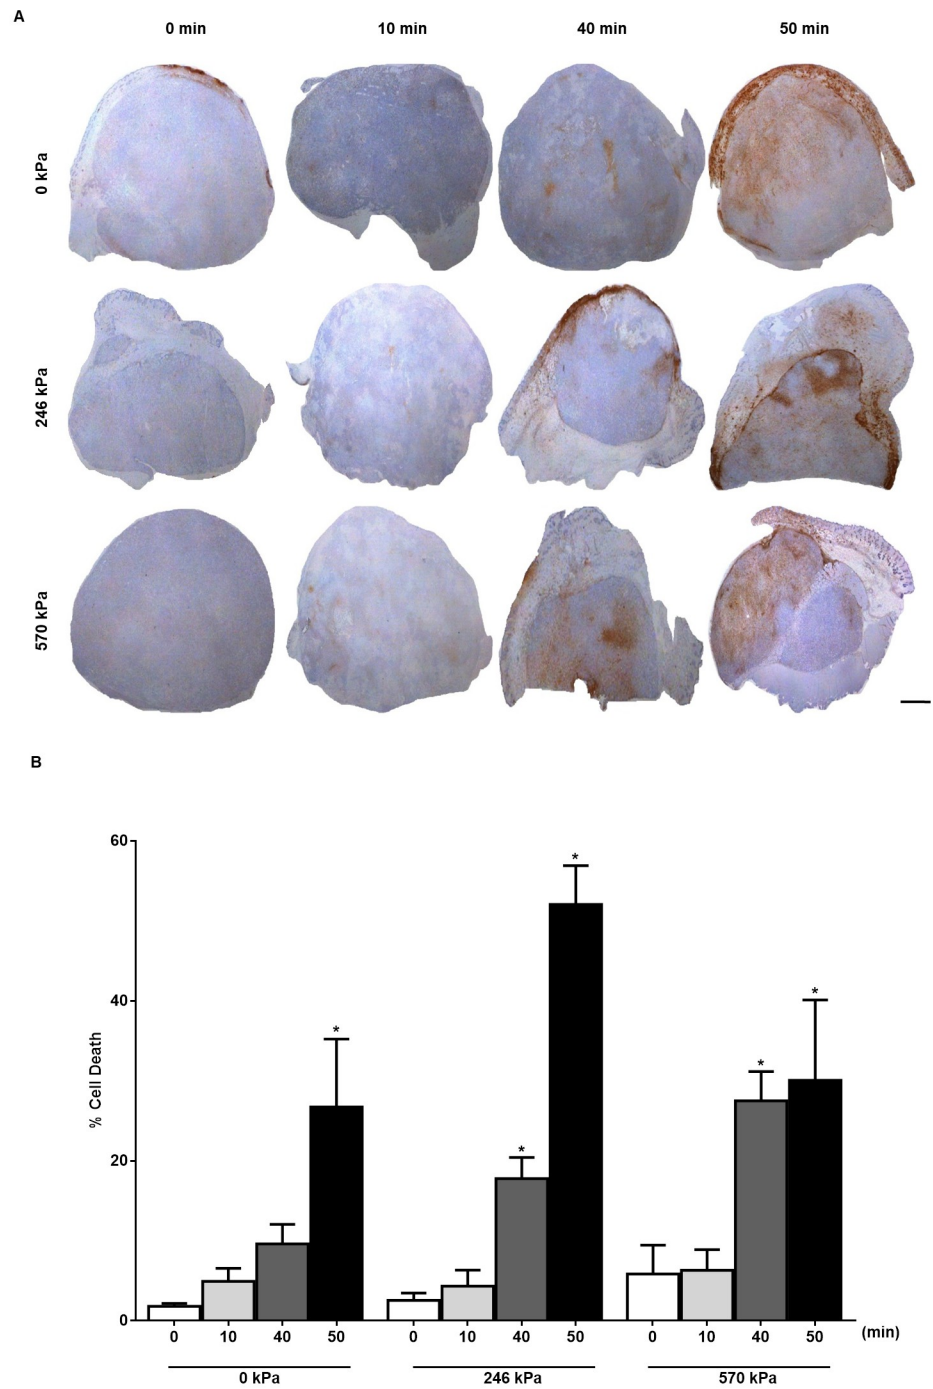 A
0 min 10 min 40 min 50 min
0 kPa
246 kPa
570 kPa
B
% Cell Death
60
40
20
0
* * * * *
0 10 40 50 0 10 40 50 0 10 40 50 (min)
0 kPa 246 kPa 570 kPa